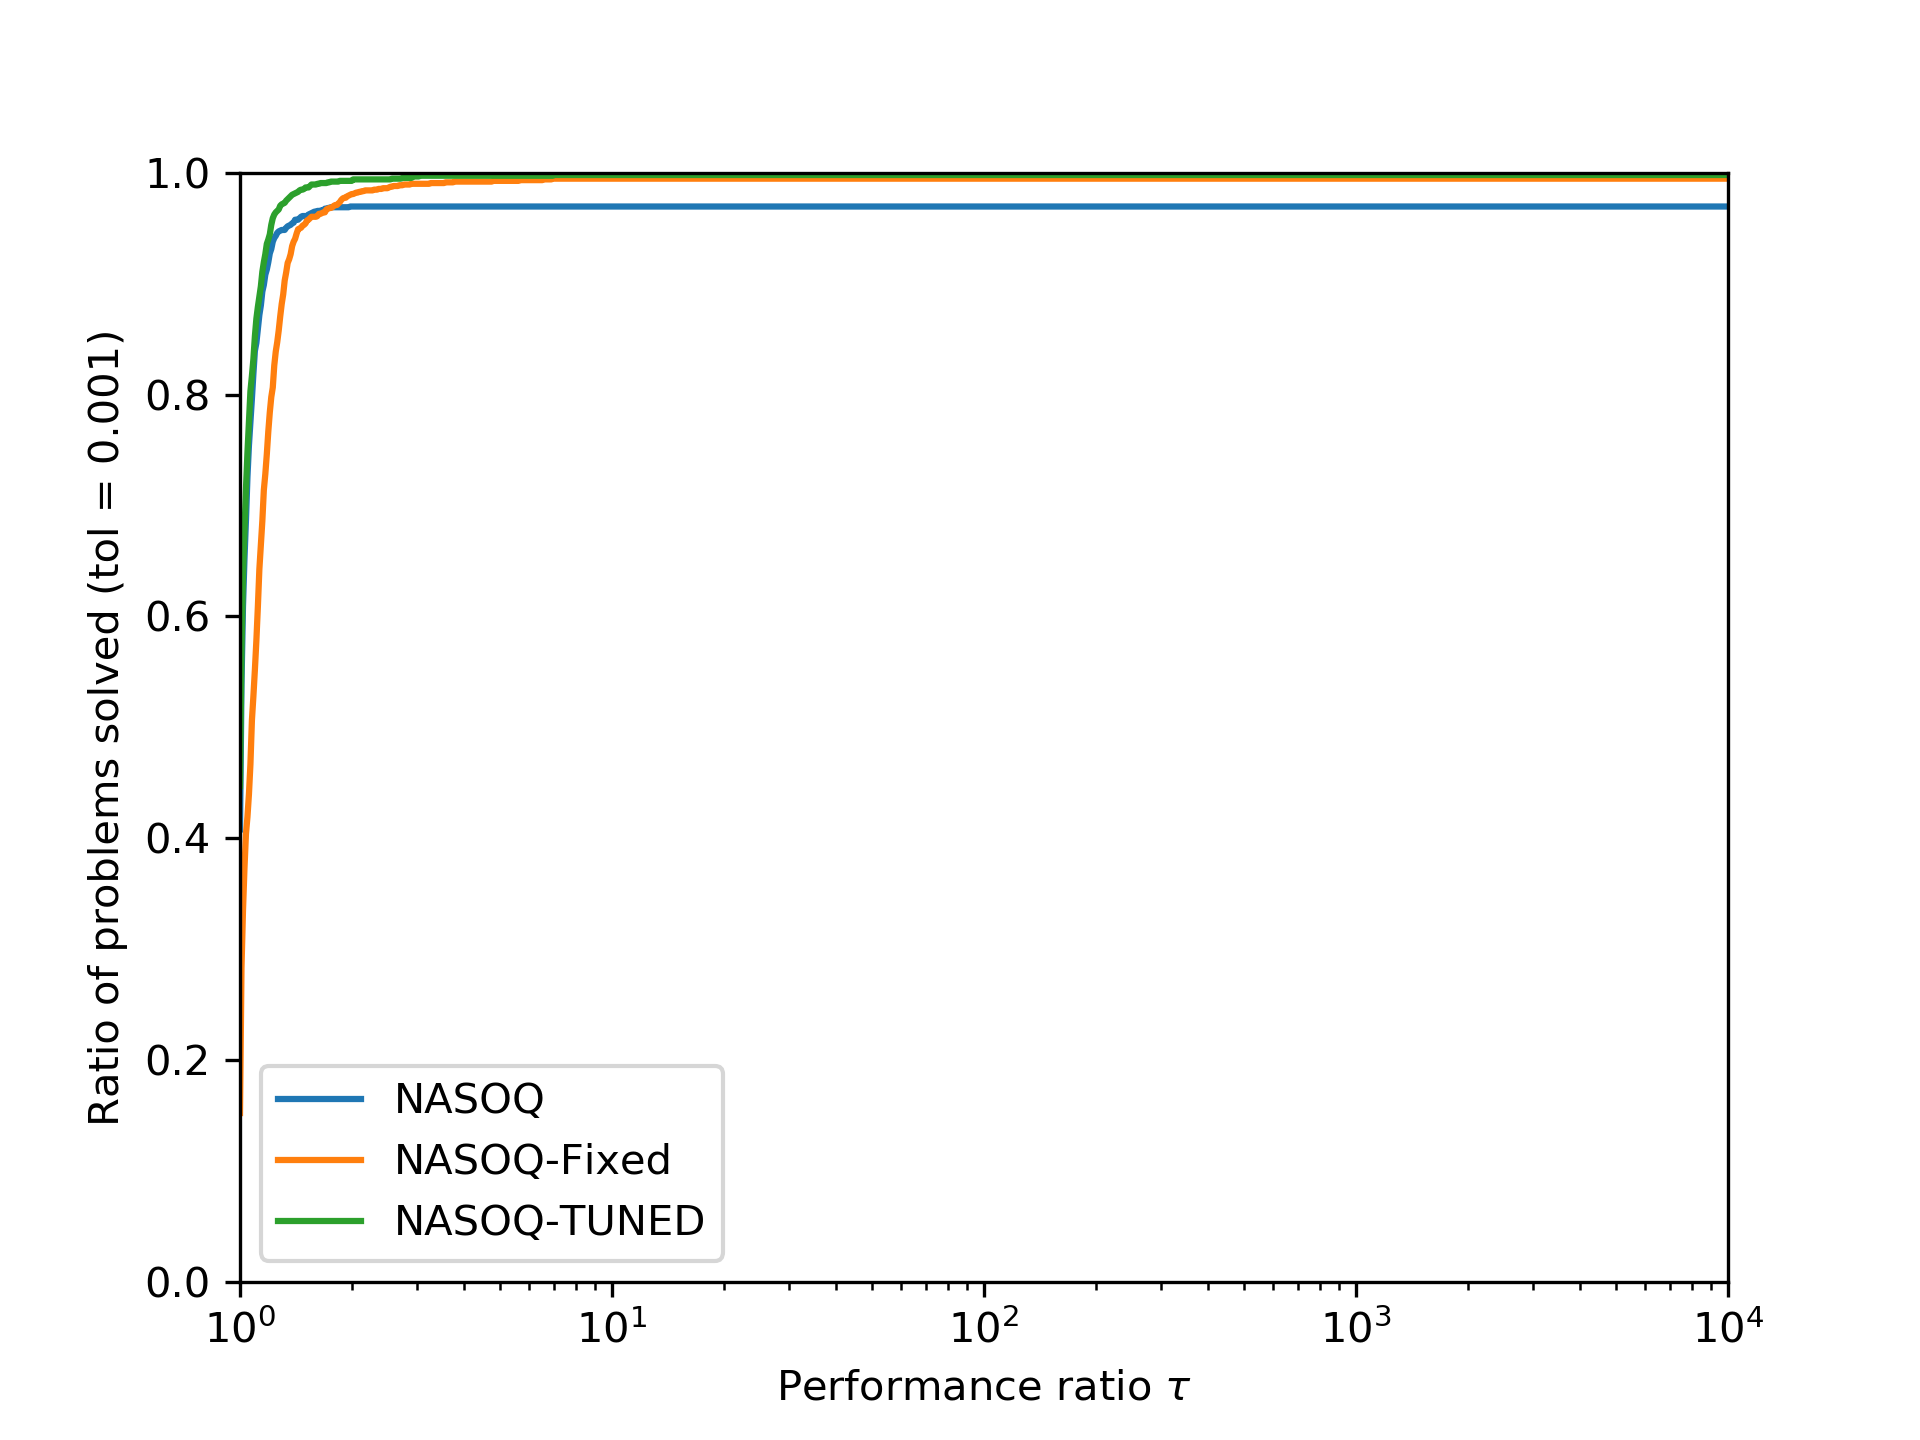 1.0
0.8
0.6
0.4
0.2
0.0
Ratio of problems solved (tol = 0.001)
NASOQ
NASOQ-Fixed
NASOQ-TUNED
10⁰ 10¹ 10² 10³ 10⁴
Performance ratio τ